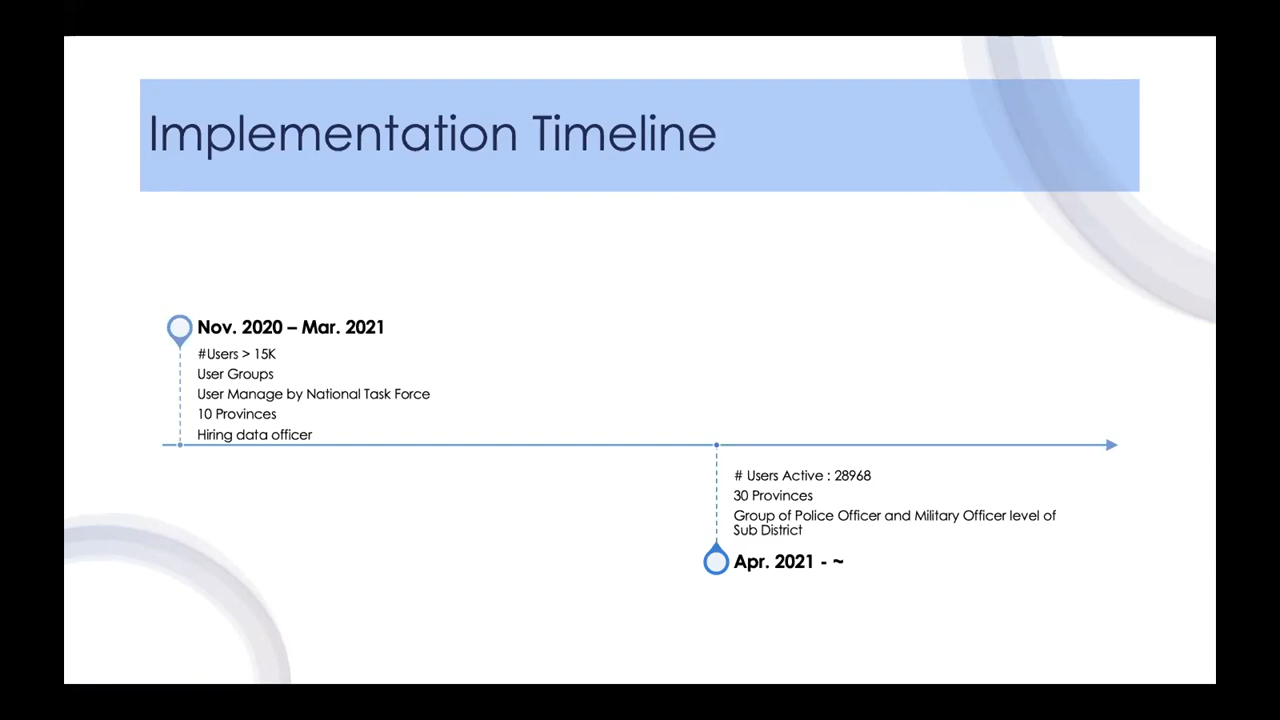 Implementation Timeline
Nov. 2020 – Mar. 2021
#Users > 15K
User Groups
User Manage by National Task Force
10 Provinces
Hiring data officer
# Users Active : 28968
30 Provinces
Group of Police Officer and Military Officer level of
Sub District
Apr. 2021 - ~